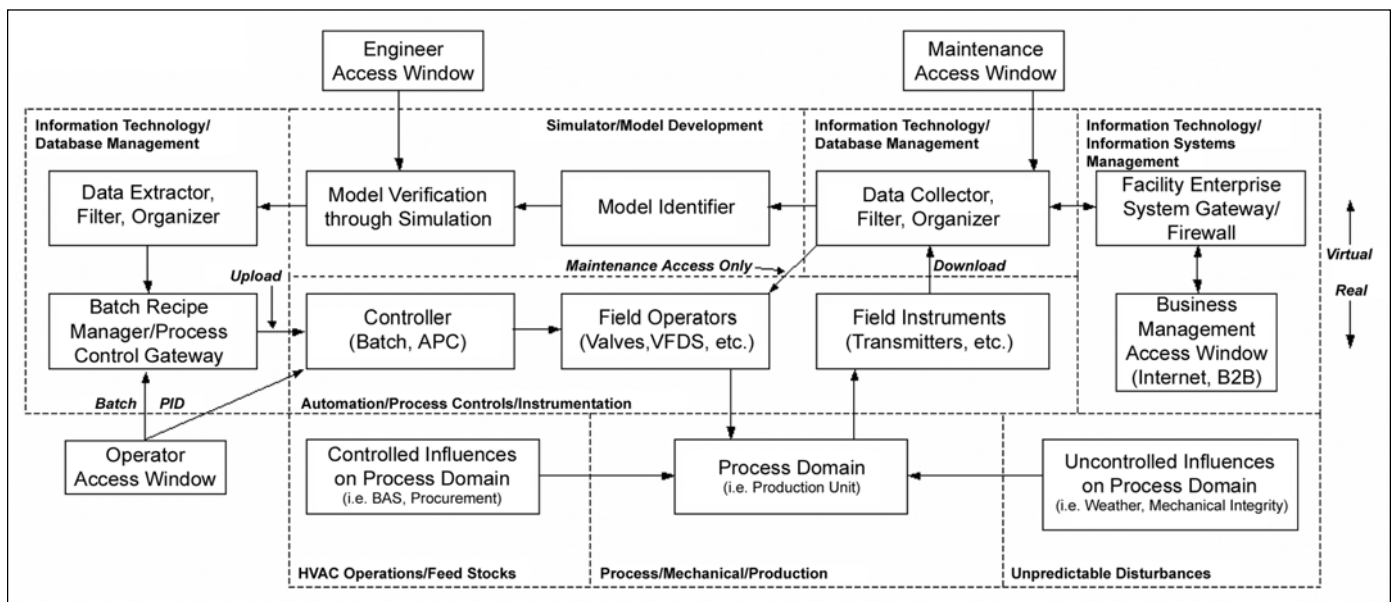 Engineer
Access Window
Maintenance
Access Window
Information Technology/
Database Management
Simulator/Model Development
Information Technology/
Database Management
Information Technology/
Information Systems
Management
Data Extractor,
Filter, Organizer
Model Verification
through Simulation
Model Identifier
Data Collector,
Filter, Organizer
Facility Enterprise
System Gateway/
Firewall
Virtual
Real
Upload
Maintenance Access Only
Download
Batch Recipe
Manager/Process
Control Gateway
Controller
(Batch, APC)
Field Operators
(Valves,VFDS, etc.)
Field Instruments
(Transmitters, etc.)
Business
Management
Access Window
(Internet, B2B)
Batch
PID
Automation/Process Controls/Instrumentation
Operator
Access Window
Controlled Influences
on Process Domain
(i.e. BAS, Procurement)
Process Domain
(i.e. Production Unit)
Uncontrolled Influences
on Process Domain
(i.e. Weather, Mechanical Integrity)
HVAC Operations/Feed Stocks
Process/Mechanical/Production
Unpredictable Disturbances